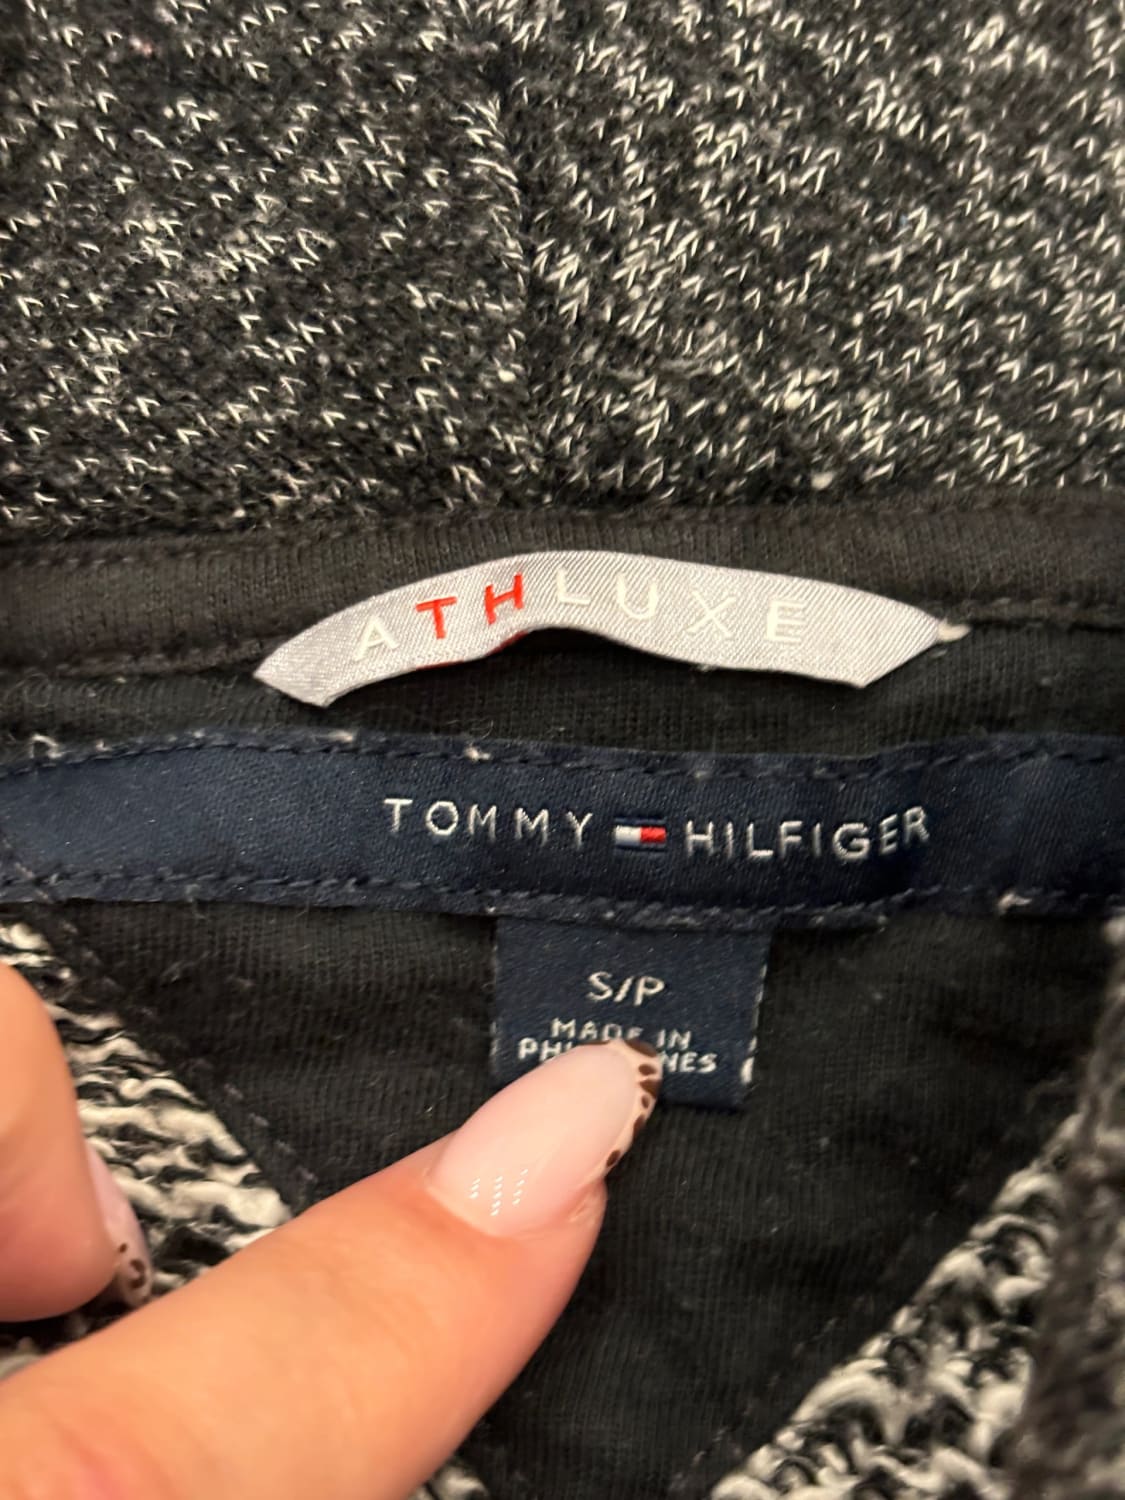 ATHLUXE
TOMMY HILFIGER
S/P
MADE IN